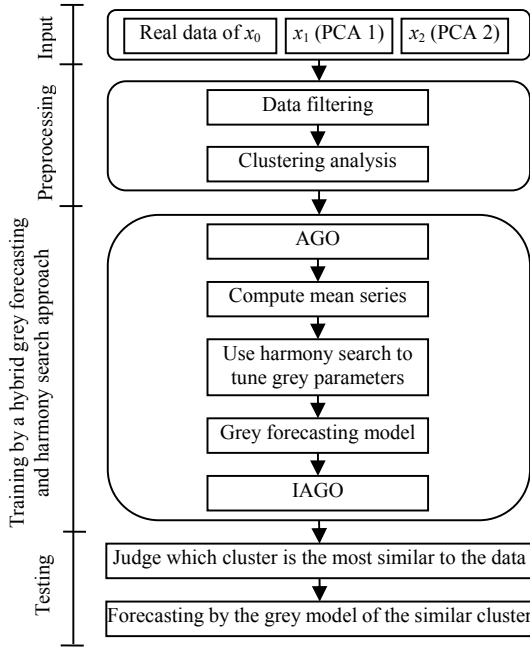 Input
Real data of x0
x1 (PCA 1)
x2 (PCA 2)
Preprocessing
Data filtering
Clustering analysis
Training by a hybrid grey forecasting
and harmony search approach
AGO
Compute mean series
Use harmony search to
tune grey parameters
Grey forecasting model
IAGO
Testing
Judge which cluster is the most similar to the data
Forecasting by the grey model of the similar cluster